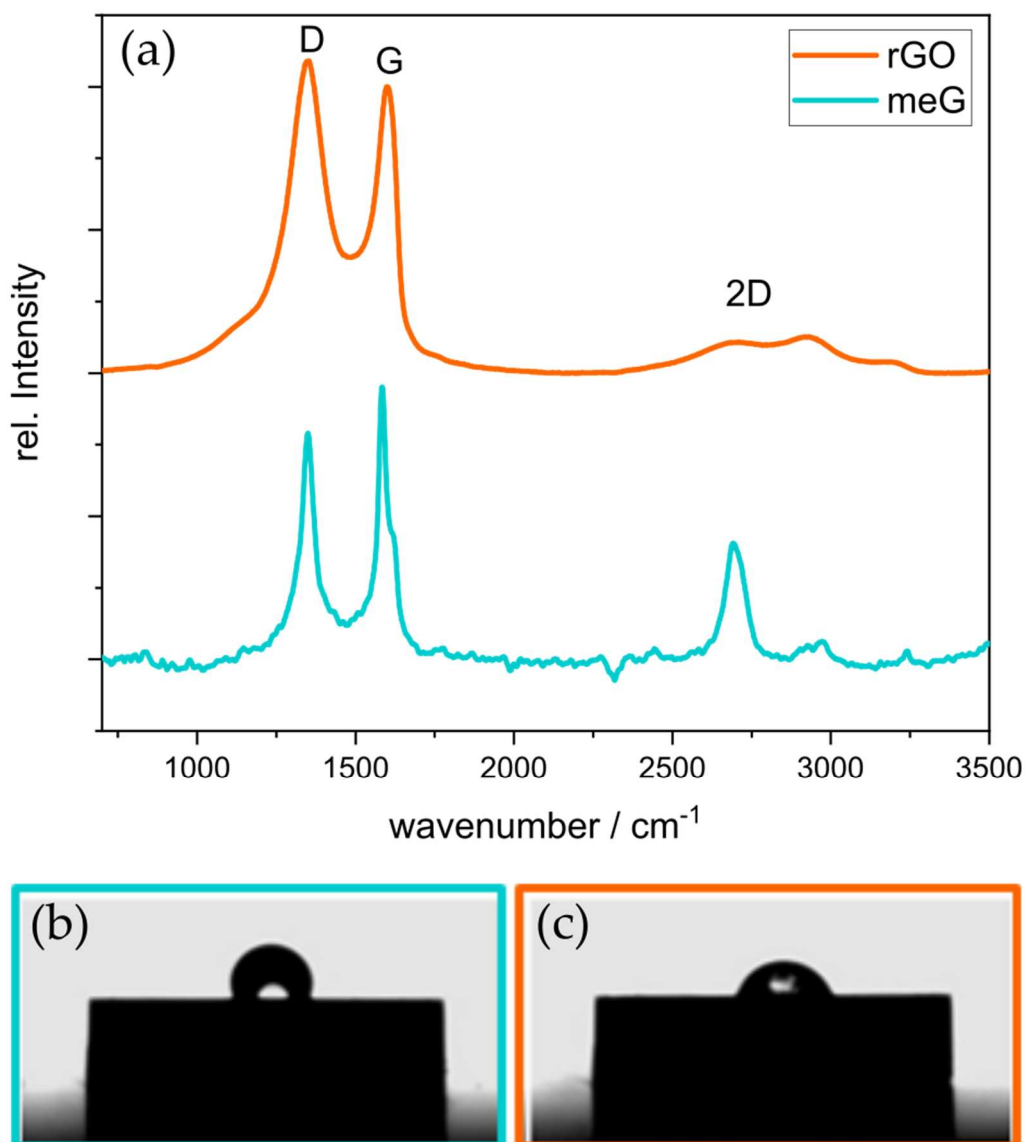 (a)
D
G
rGO
meG
2D
rel. Intensity
1000 1500 2000 2500 3000 3500
wavenumber / cm⁻¹
(b)
(c)